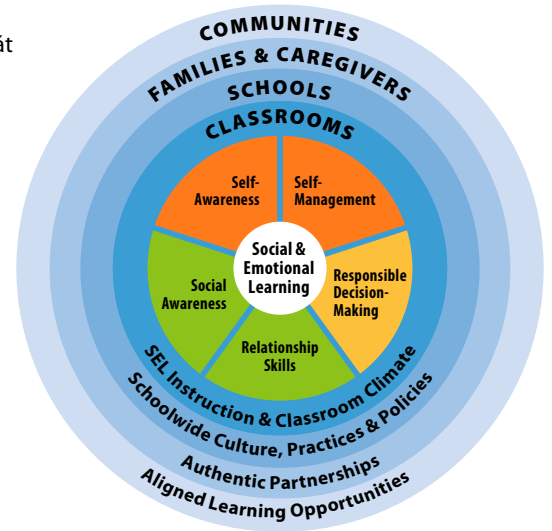 át
COMMUNITIES
FAMILIES & CAREGIVERS
SCHOOLS
CLASSROOMS
Self-
Awareness
Self-
Management
Social &
Emotional
Learning
Social
Awareness
Responsible
Decision-
Making
Relationship
Skills
SEL Instruction & Classroom Climate
Schoolwide Culture, Practices & Policies
Authentic Partnerships
Aligned Learning Opportunities